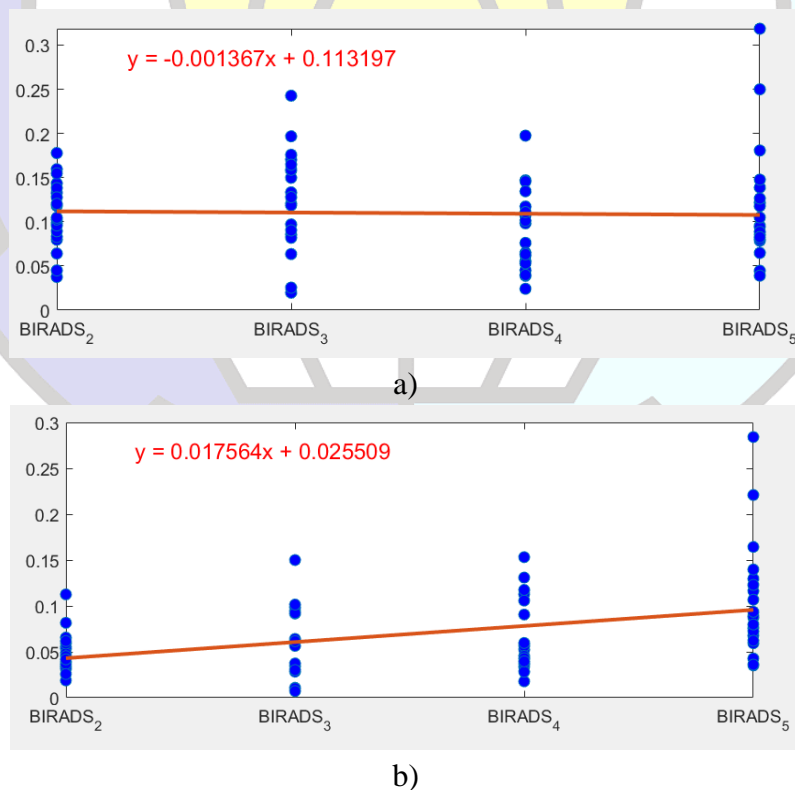 y = -0.001367x + 0.113197
0.3
0.25
0.2
0.15
0.1
0.05
0
BIRADS₂ BIRADS₃ BIRADS₄ BIRADS₅
a)
0.3
y = 0.017564x + 0.025509
0.25
0.2
0.15
0.1
0.05
0
BIRADS₂ BIRADS₃ BIRADS₄ BIRADS₅
b)